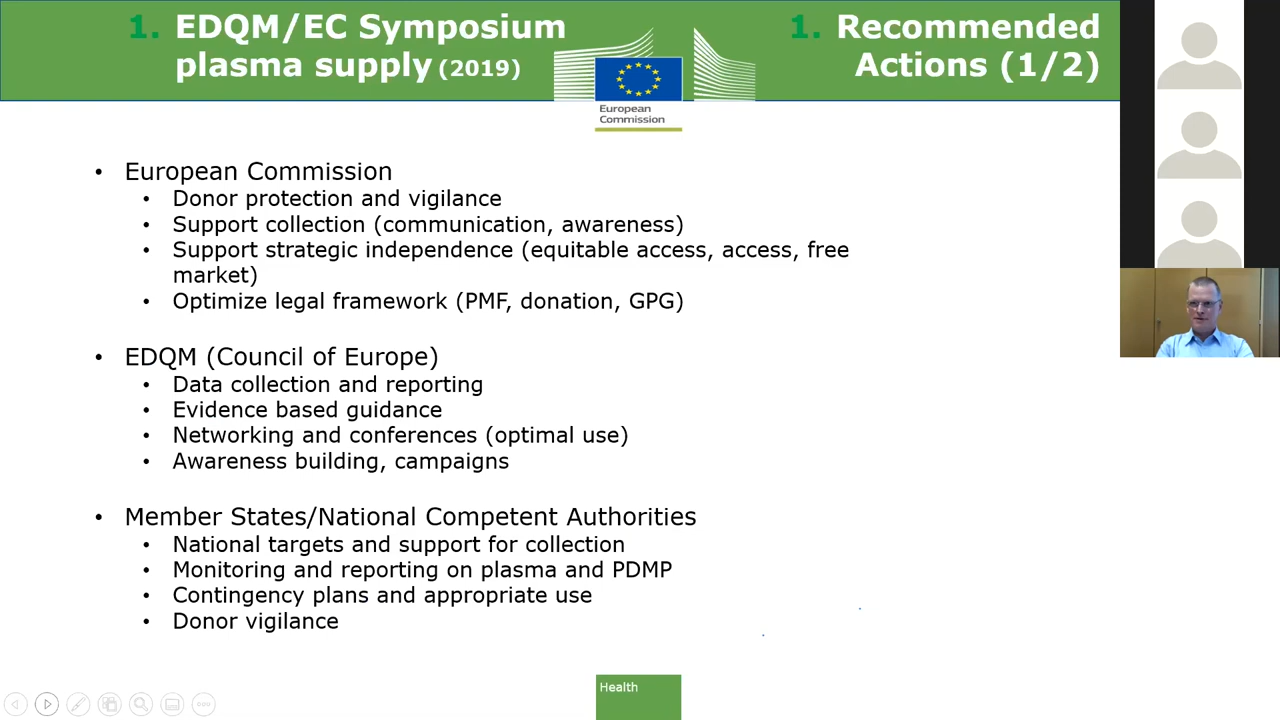 1. EDQM/EC Symposium
plasma supply (2019)
1. Recommended
Actions (1/2)
European
Commission
• European Commission
• Donor protection and vigilance
• Support collection (communication, awareness)
• Support strategic independence (equitable access, access, free
market)
• Optimize legal framework (PMF, donation, GPG)
• EDQM (Council of Europe)
• Data collection and reporting
• Evidence based guidance
• Networking and conferences (optimal use)
• Awareness building, campaigns
• Member States/National Competent Authorities
• National targets and support for collection
• Monitoring and reporting on plasma and PDMP
• Contingency plans and appropriate use
• Donor vigilance
Health